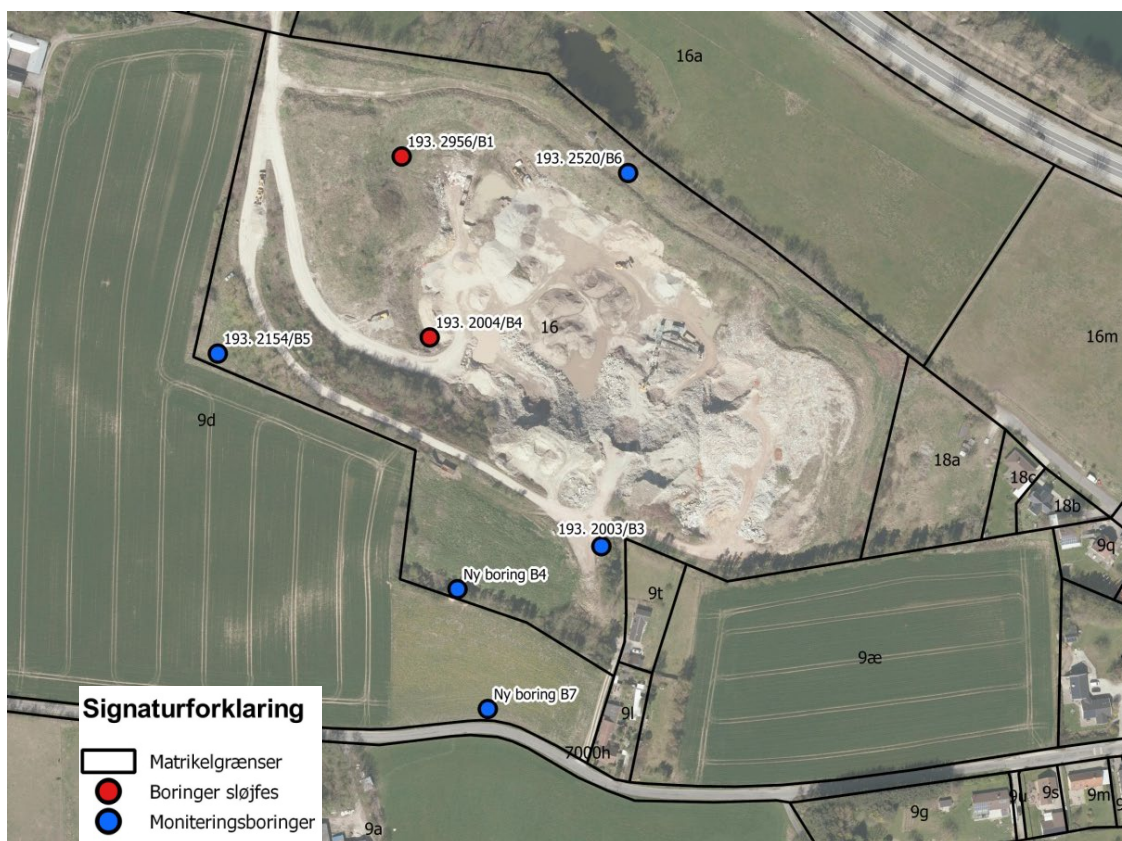 16a
193. 2956/B1
193. 2520/B6
193. 2004/B4
16
16m
193. 2154/B5
9d
18a
18c
18b
193. 2003/B3
9q
Ny boring B4
9t
9æ
Ny boring B7
9l
7000h
Signaturforklaring
Matrikelgrænser
Boringer sløjfes
Moniteringsboringer
9a
9g
9u
9s
9m